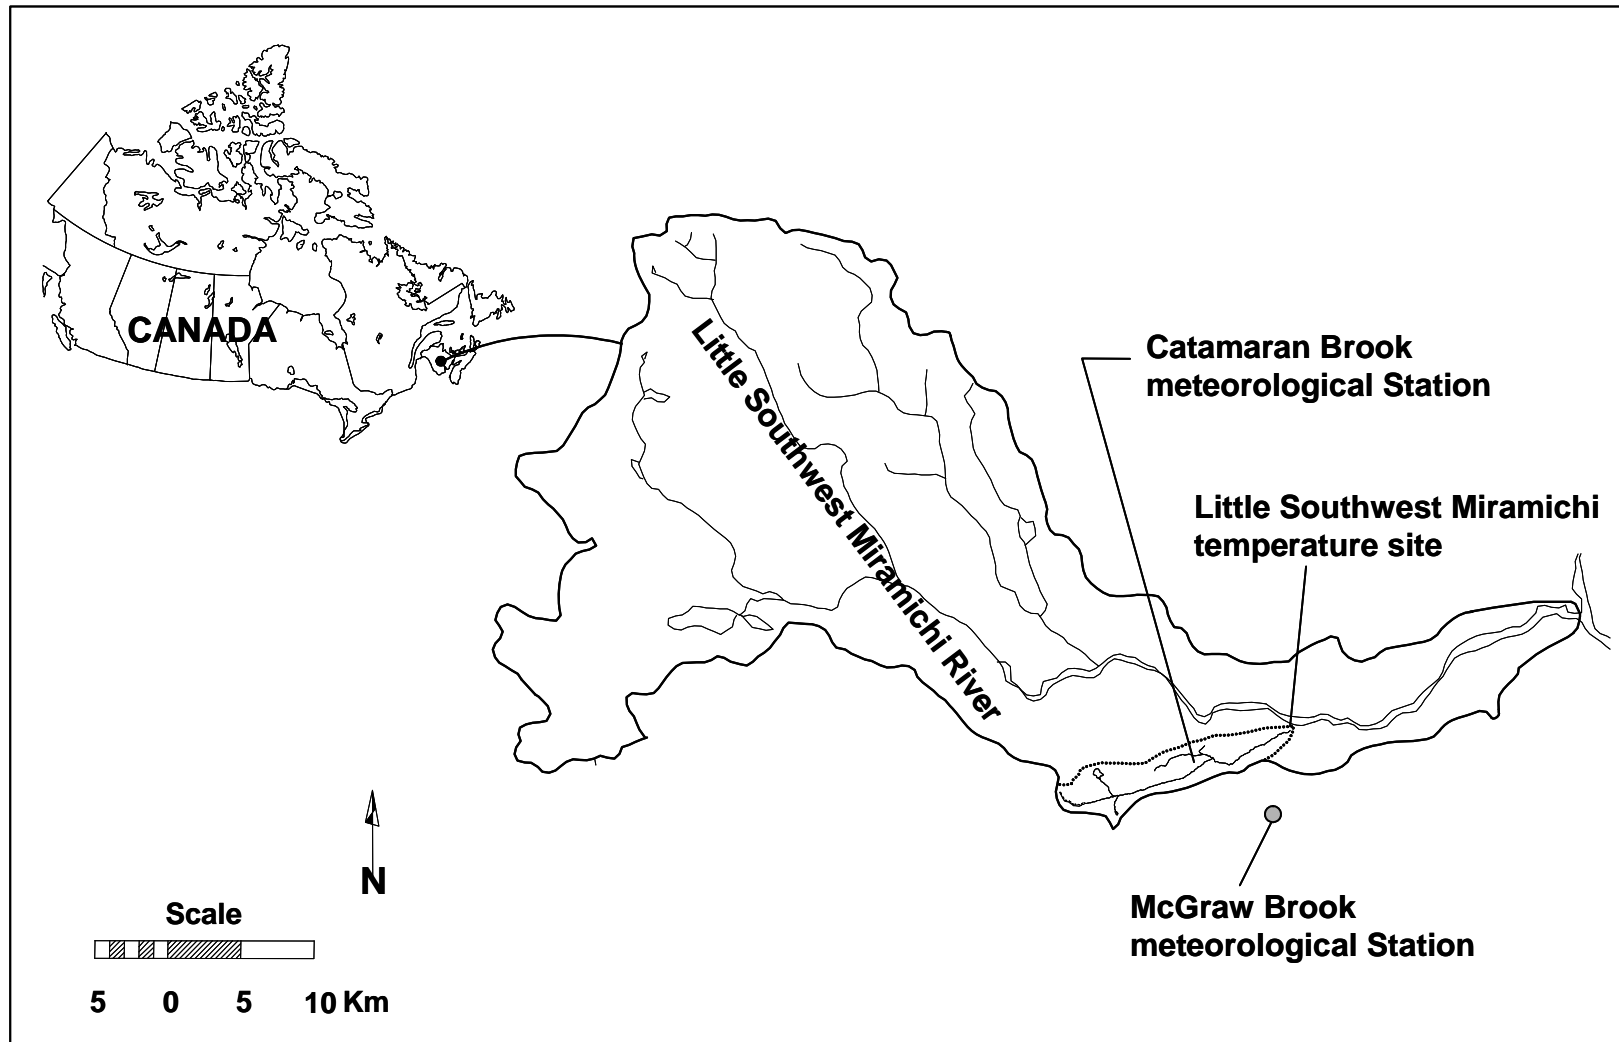 CANADA
Little Southwest Miramichi River
Catamaran Brook
meteorological Station
Little Southwest Miramichi
temperature site
McGraw Brook
meteorological Station
N
Scale
5 0 5 10 Km